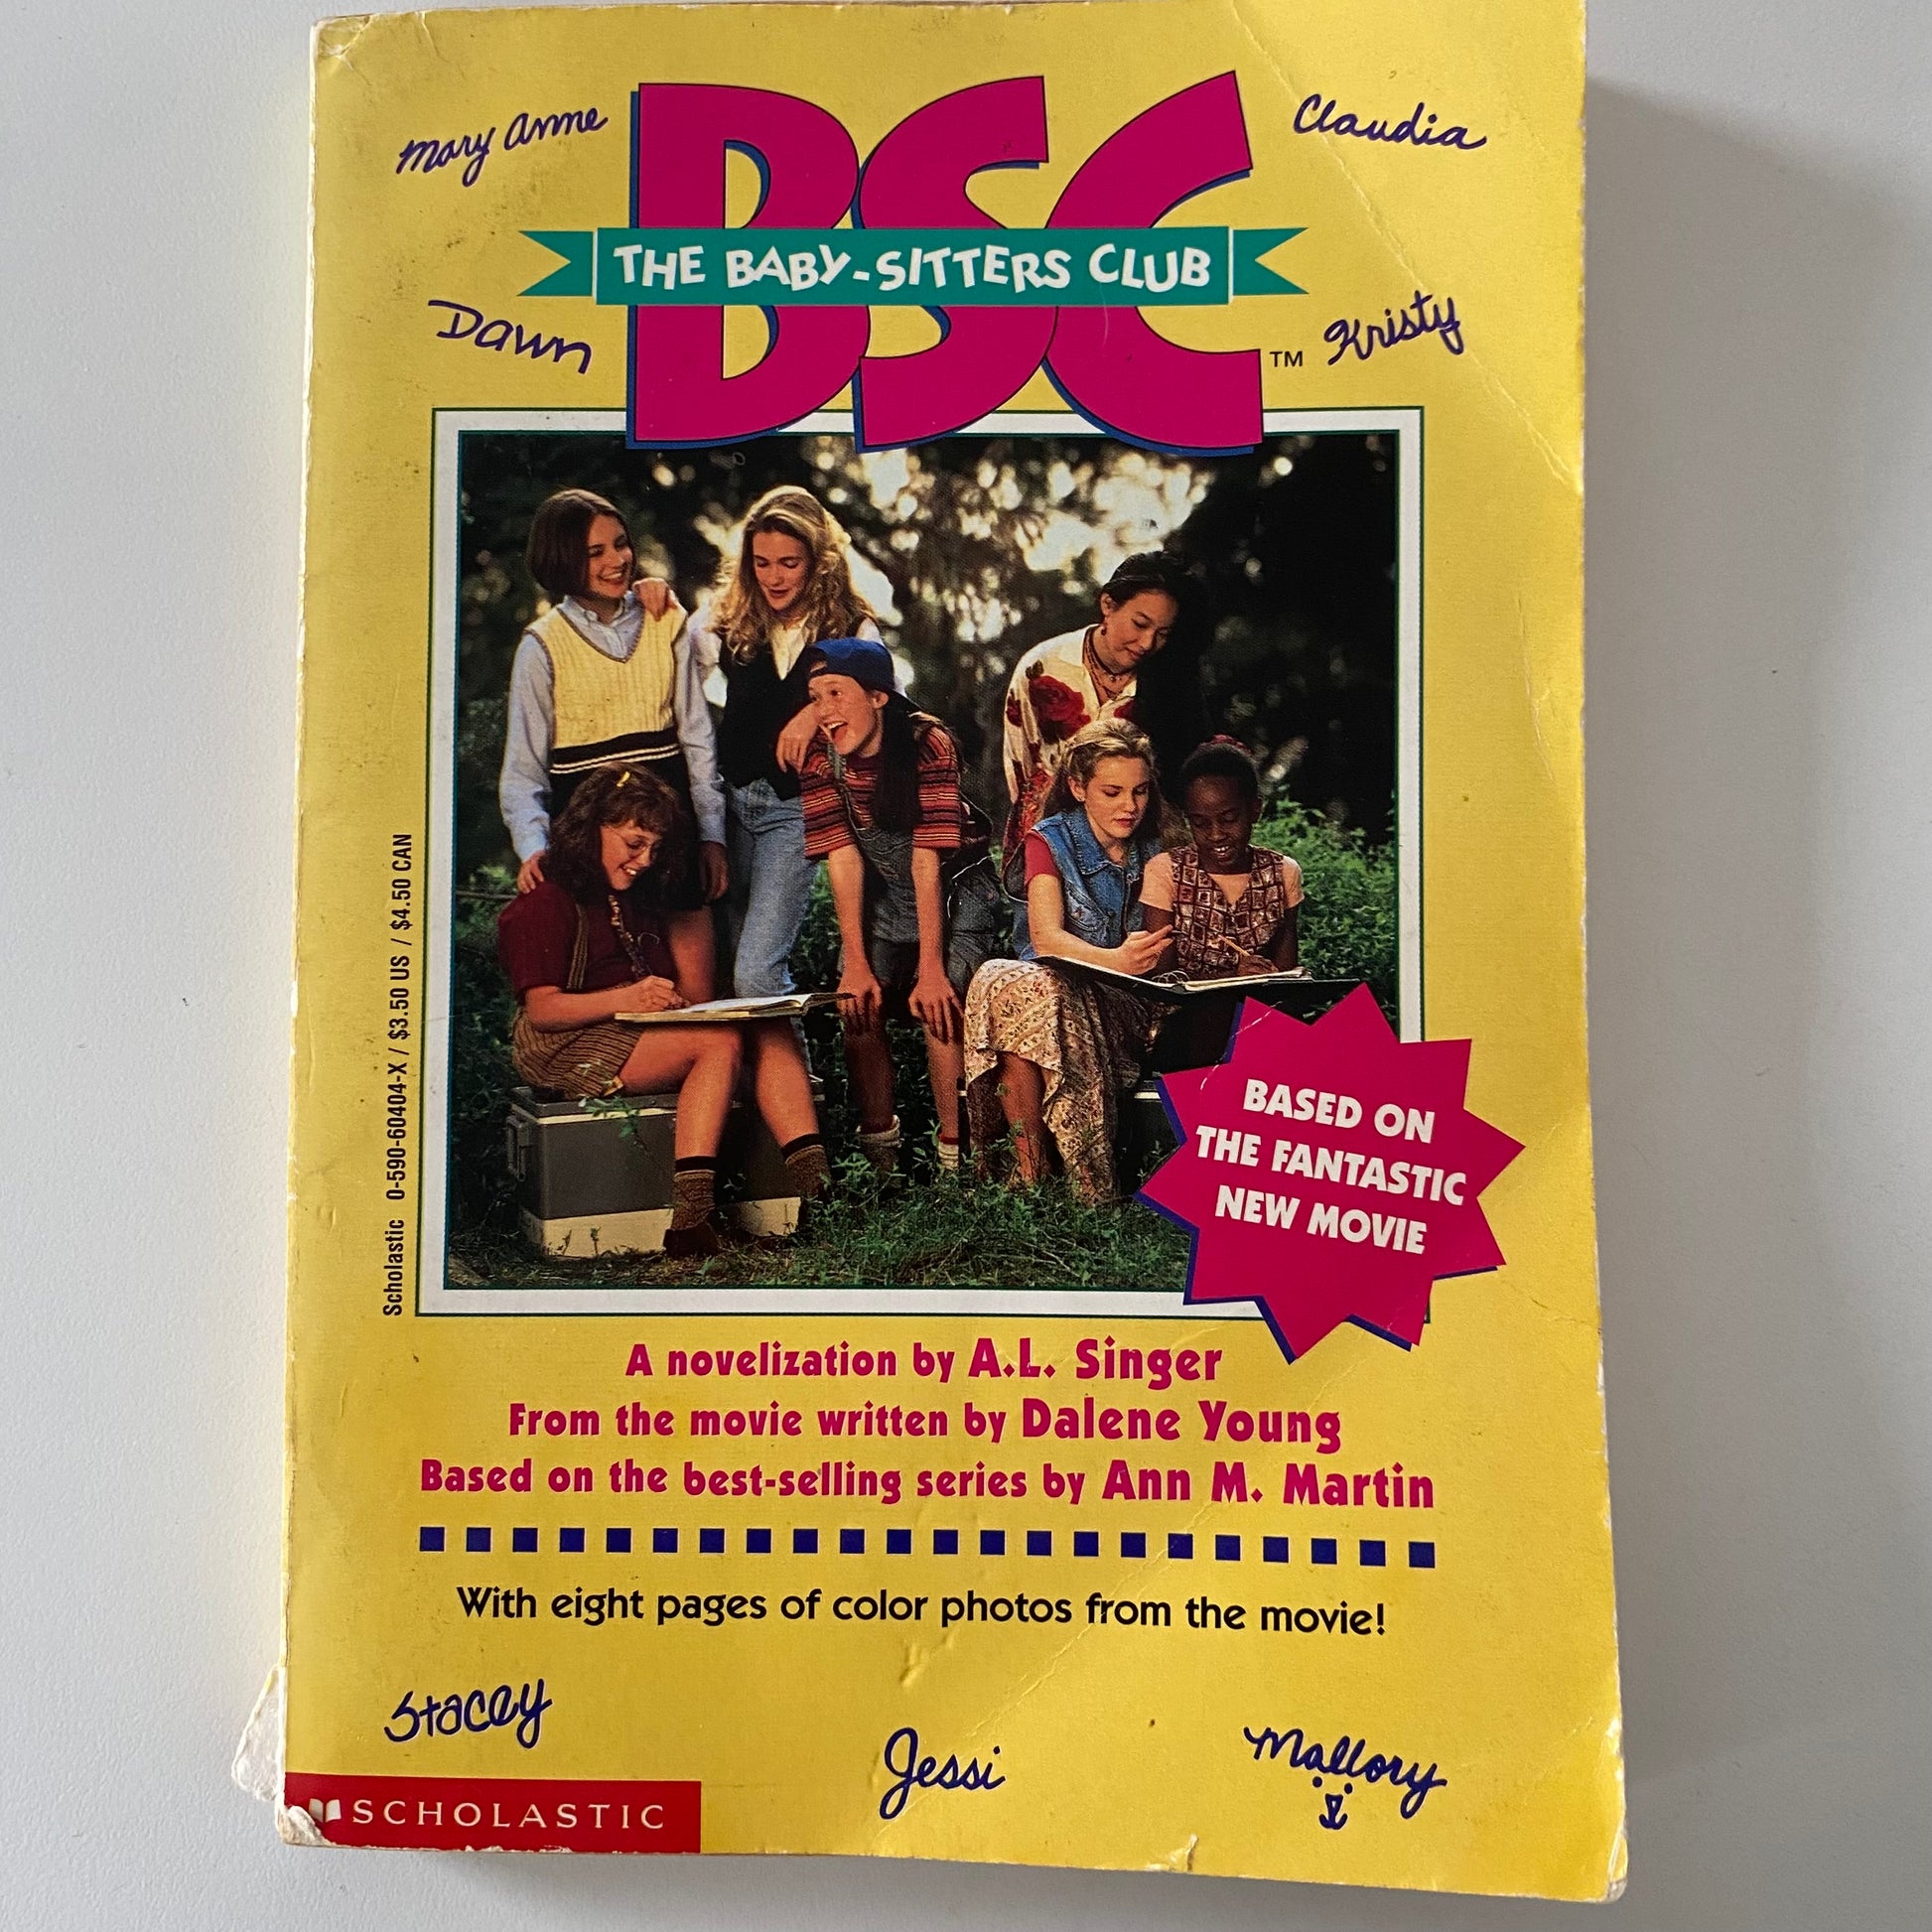 Mary Anne
BSC
Claudia
THE BABY-SITTERS CLUB
Dawn
TM
Kristy
Scholastic 0-590-60404-X / $3.50 US / $4.50 CAN
BASED ON
THE FANTASTIC
NEW MOVIE
A novelization by A.L. Singer
From the movie written by Dalene Young
Based on the best-selling series by Ann M. Martin
With eight pages of color photos from the movie!
Stacey
Jessi
Mallory
SCHOLASTIC